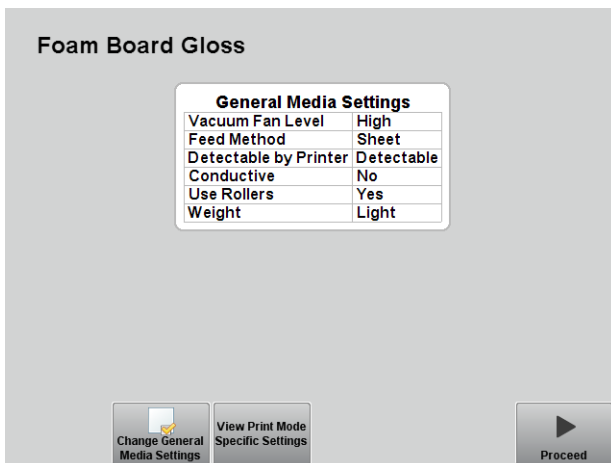 Foam Board Gloss
General Media Settings
Vacuum Fan Level High
Feed Method Sheet
Detectable by Printer Detectable
Conductive No
Use Rollers Yes
Weight Light
Change General
Media Settings
View Print Mode
Specific Settings
Proceed